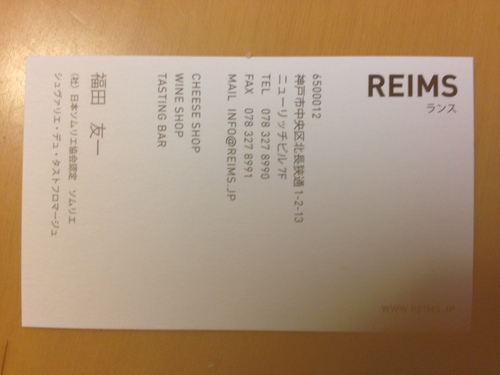 REIMS
ランス
6500012
神戸市中央区北長狭通1-2-13
ニューリッチビル7F
TEL 078 327 8990
FAX 078 327 8991
MAIL INFO@REIMS.JP
CHEESE SHOP
WINE SHOP
TASTING BAR
福田 友一
(社) 日本ソムリエ協会認定 ソムリエ
シュヴァリエ・デュ・タストフロマージュ
WWW.REIMS.JP